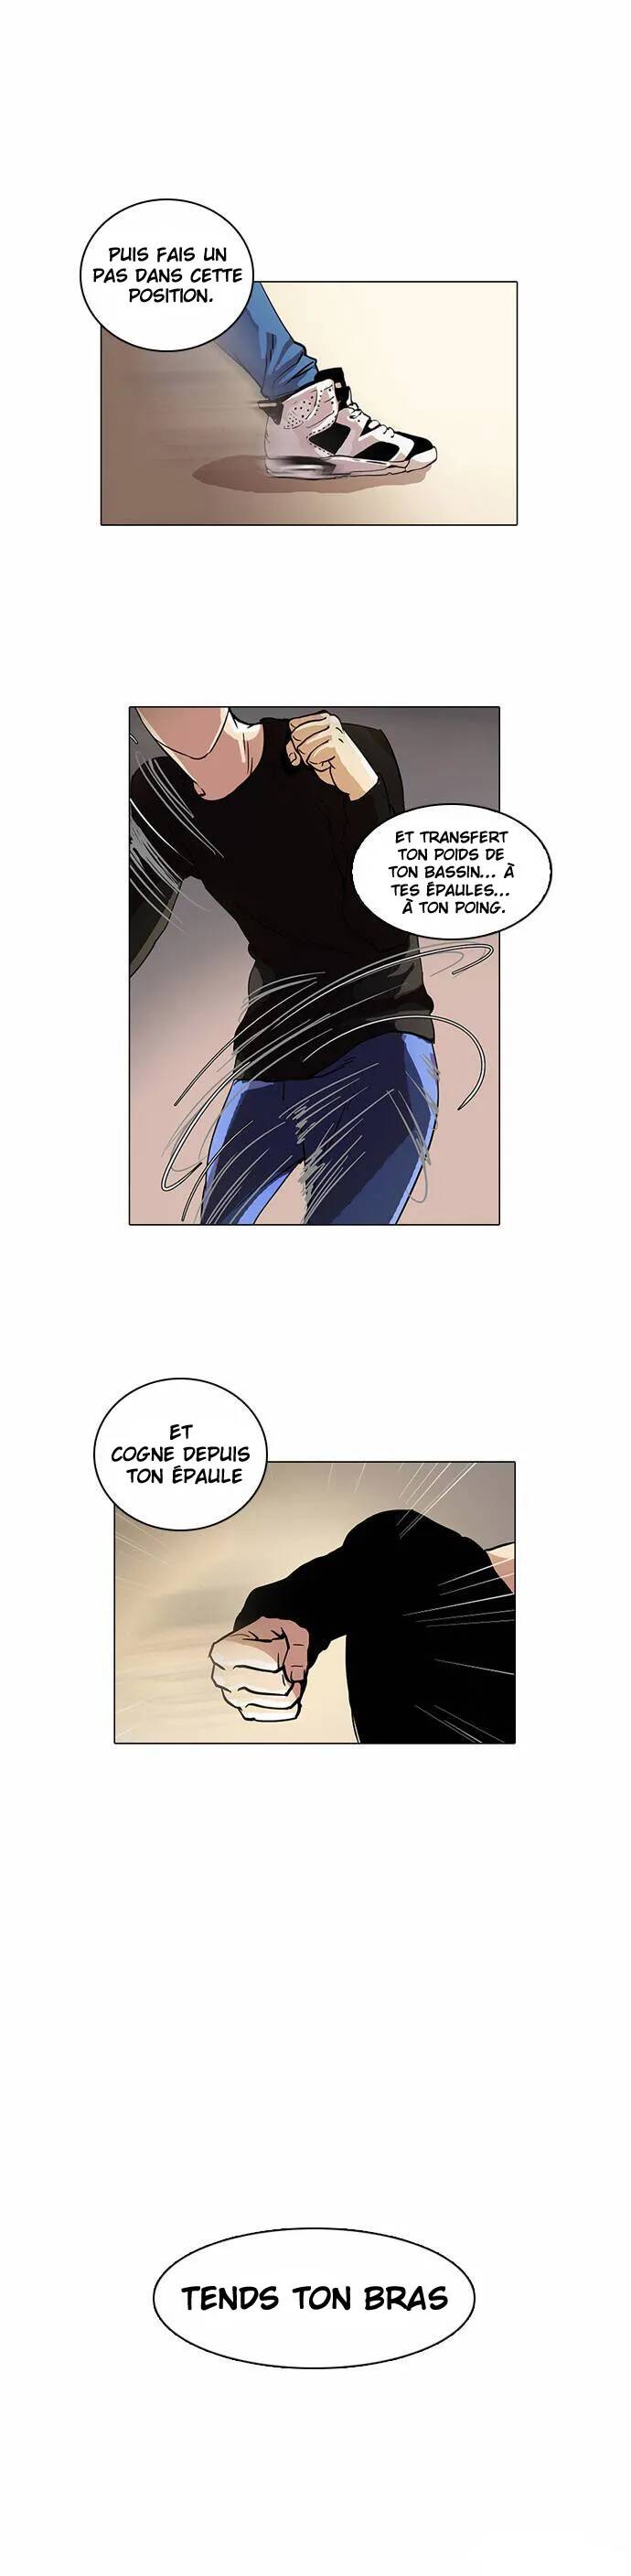 PUIS FAIS UN
PAS DANS CETTE
POSITION.
ET TRANSFERT
TON POIDS DE
TON BASSIN... À
TES ÉPAULES...
À TON POING.
ET
COGNE DEPUIS
TON ÉPAULE
TENDS TON BRAS